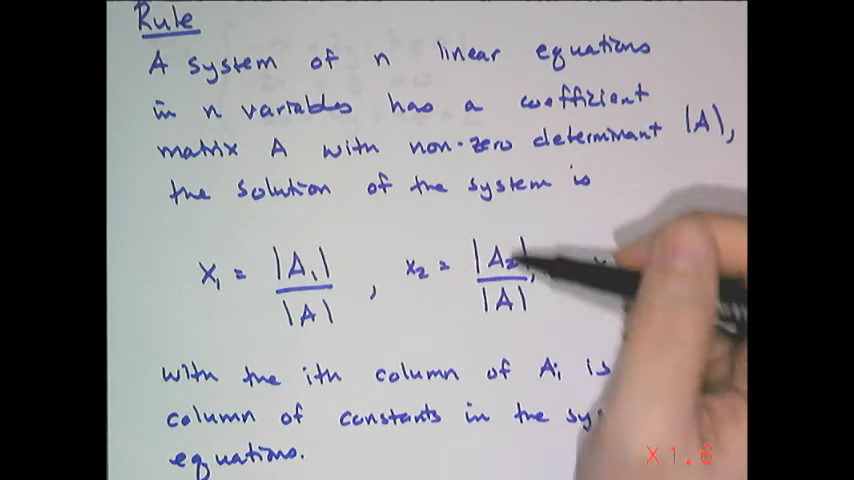 Rule
A system of n linear equations
in n variables has a coefficient
matrix A with non-zero determinant |A|,
the solution of the system is
x₁ = |A₁| / |A| , x₂ = |A₂| / |A| ,
with the ith column of Aᵢ is
column of constants in the sy
equations.
X1.6